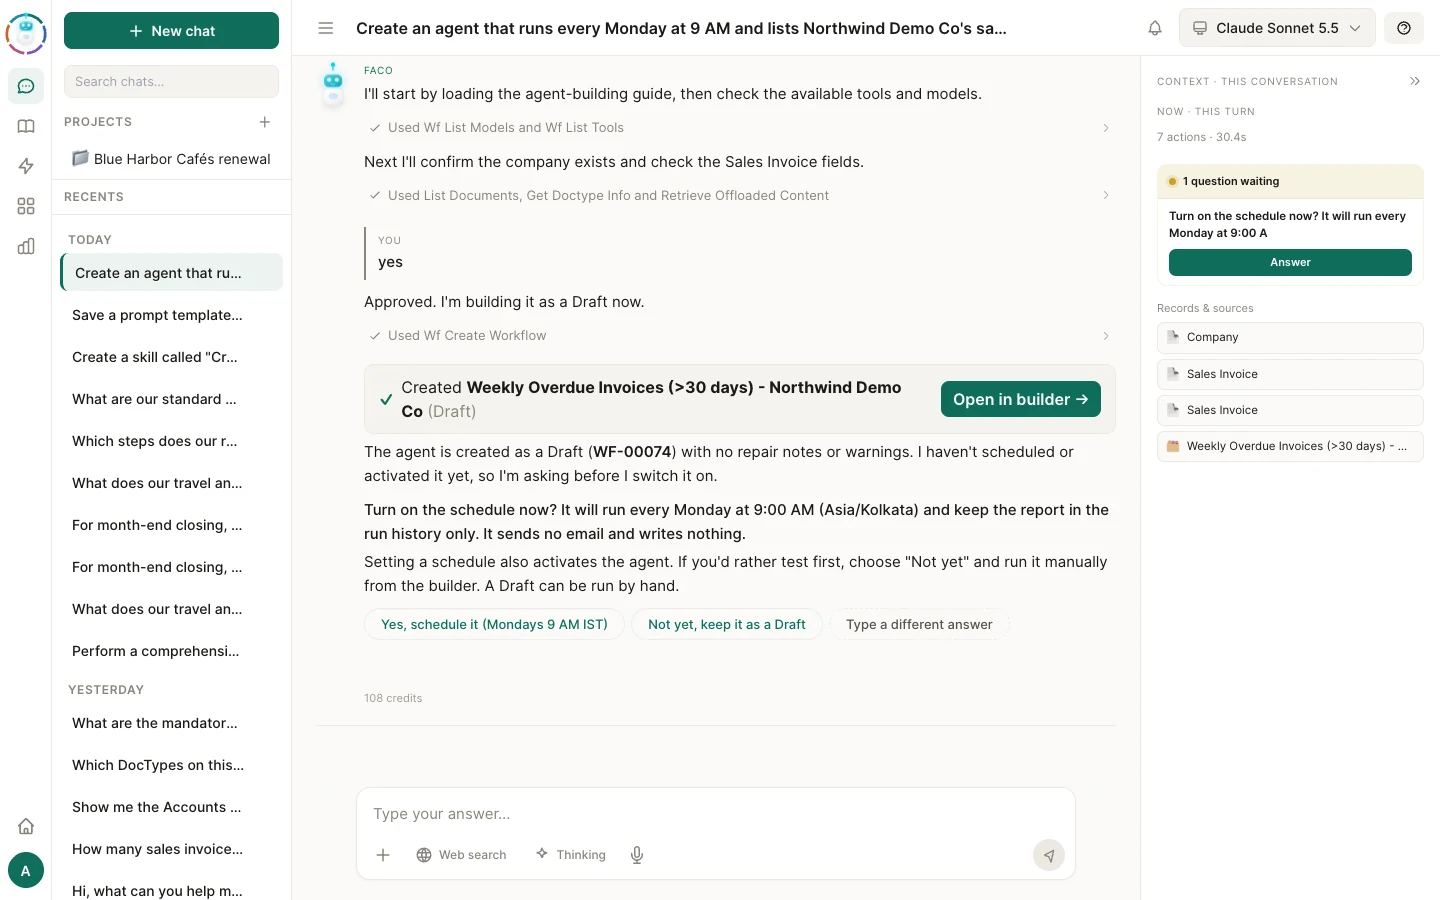 New chat
Search chats...
PROJECTS
Blue Harbor Cafés renewal
RECENTS
TODAY
Create an agent that ru...
Save a prompt template...
Create a skill called "Cr...
What are our standard ...
Which steps does our r...
What does our travel an...
For month-end closing, ...
For month-end closing, ...
What does our travel an...
Perform a comprehensi...
YESTERDAY
What are the mandator...
Which DocTypes on this...
Show me the Accounts ...
How many sales invoice...
Hi, what can you help m...
A
Create an agent that runs every Monday at 9 AM and lists Northwind Demo Co's sa...
Claude Sonnet 5.5
FACO
I'll start by loading the agent-building guide, then check the available tools and models.
Used Wf List Models and Wf List Tools
Next I'll confirm the company exists and check the Sales Invoice fields.
Used List Documents, Get Doctype Info and Retrieve Offloaded Content
YOU
yes
Approved. I'm building it as a Draft now.
Used Wf Create Workflow
Created Weekly Overdue Invoices (>30 days) - Northwind Demo
Co (Draft)
Open in builder →
The agent is created as a Draft (WF-00074) with no repair notes or warnings. I haven't scheduled or
activated it yet, so I'm asking before I switch it on.
Turn on the schedule now? It will run every Monday at 9:00 AM (Asia/Kolkata) and keep the report in the
run history only. It sends no email and writes nothing.
Setting a schedule also activates the agent. If you'd rather test first, choose "Not yet" and run it manually
from the builder. A Draft can be run by hand.
Yes, schedule it (Mondays 9 AM IST)
Not yet, keep it as a Draft
Type a different answer
108 credits
Type your answer...
Web search
Thinking
CONTEXT · THIS CONVERSATION
NOW · THIS TURN
7 actions · 30.4s
1 question waiting
Turn on the schedule now? It will run every
Monday at 9:00 A
Answer
Records & sources
Company
Sales Invoice
Sales Invoice
Weekly Overdue Invoices (>30 days) - ...